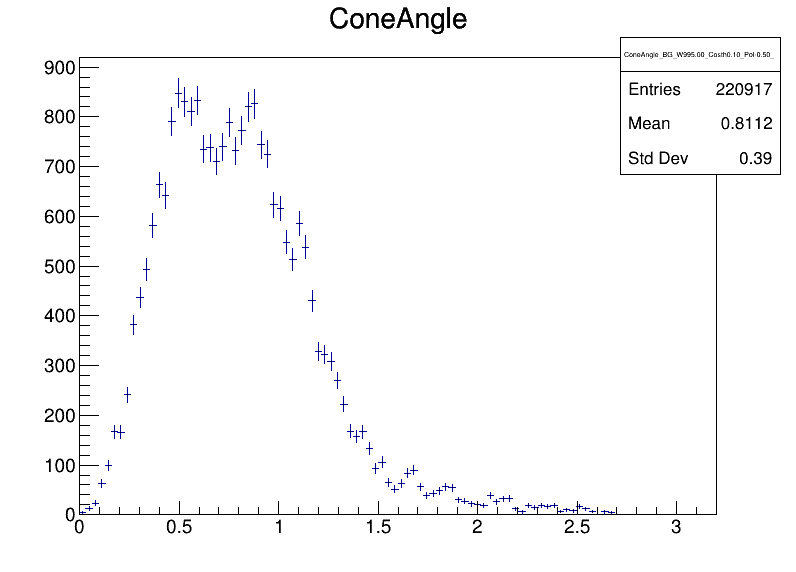 ConeAngle
ConeAngle_BG_W995.00_Costh0.10_Pol-0.50_
Entries 220917
Mean 0.8112
Std Dev 0.39
900
800
700
600
500
400
300
200
100
0
0 0.5 1 1.5 2 2.5 3